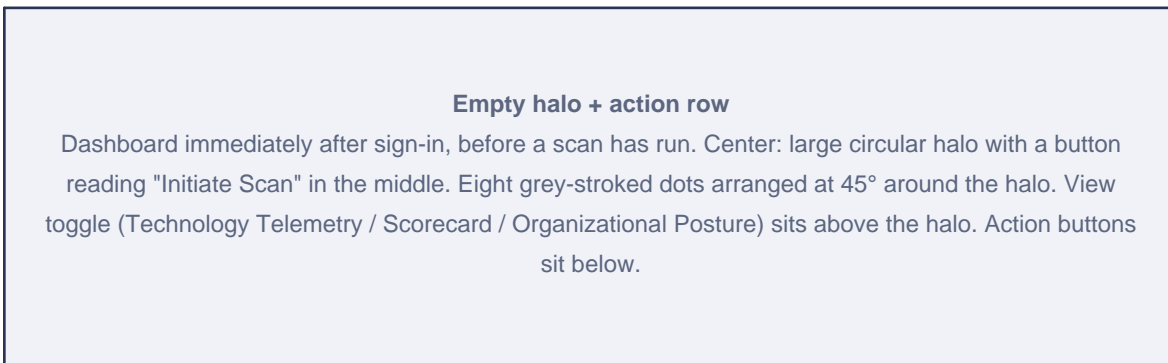 Empty halo + action row
Dashboard immediately after sign-in, before a scan has run. Center: large circular halo with a button
reading "Initiate Scan" in the middle. Eight grey-stroked dots arranged at 45° around the halo. View
toggle (Technology Telemetry / Scorecard / Organizational Posture) sits above the halo. Action buttons
sit below.